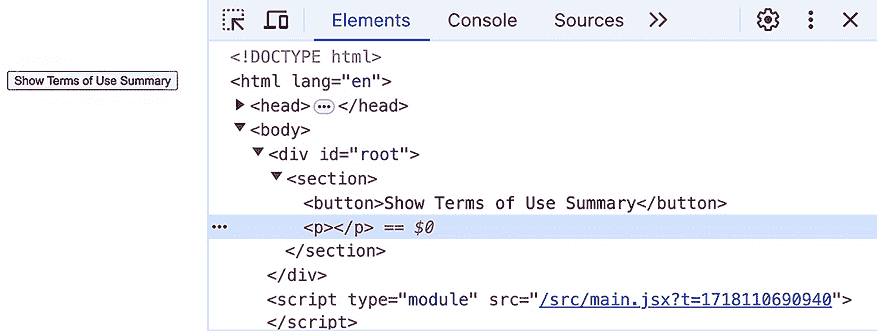 Elements Console Sources
<!DOCTYPE html>
Show Terms of Use Summary
<html lang="en">
<head> ··· </head>
<body>
<div id="root">
<section>
<button>Show Terms of Use Summary</button>
··· <p></p> == $0
</section>
</div>
<script type="module" src="/src/main.jsx?t=1718110690940">
</script>